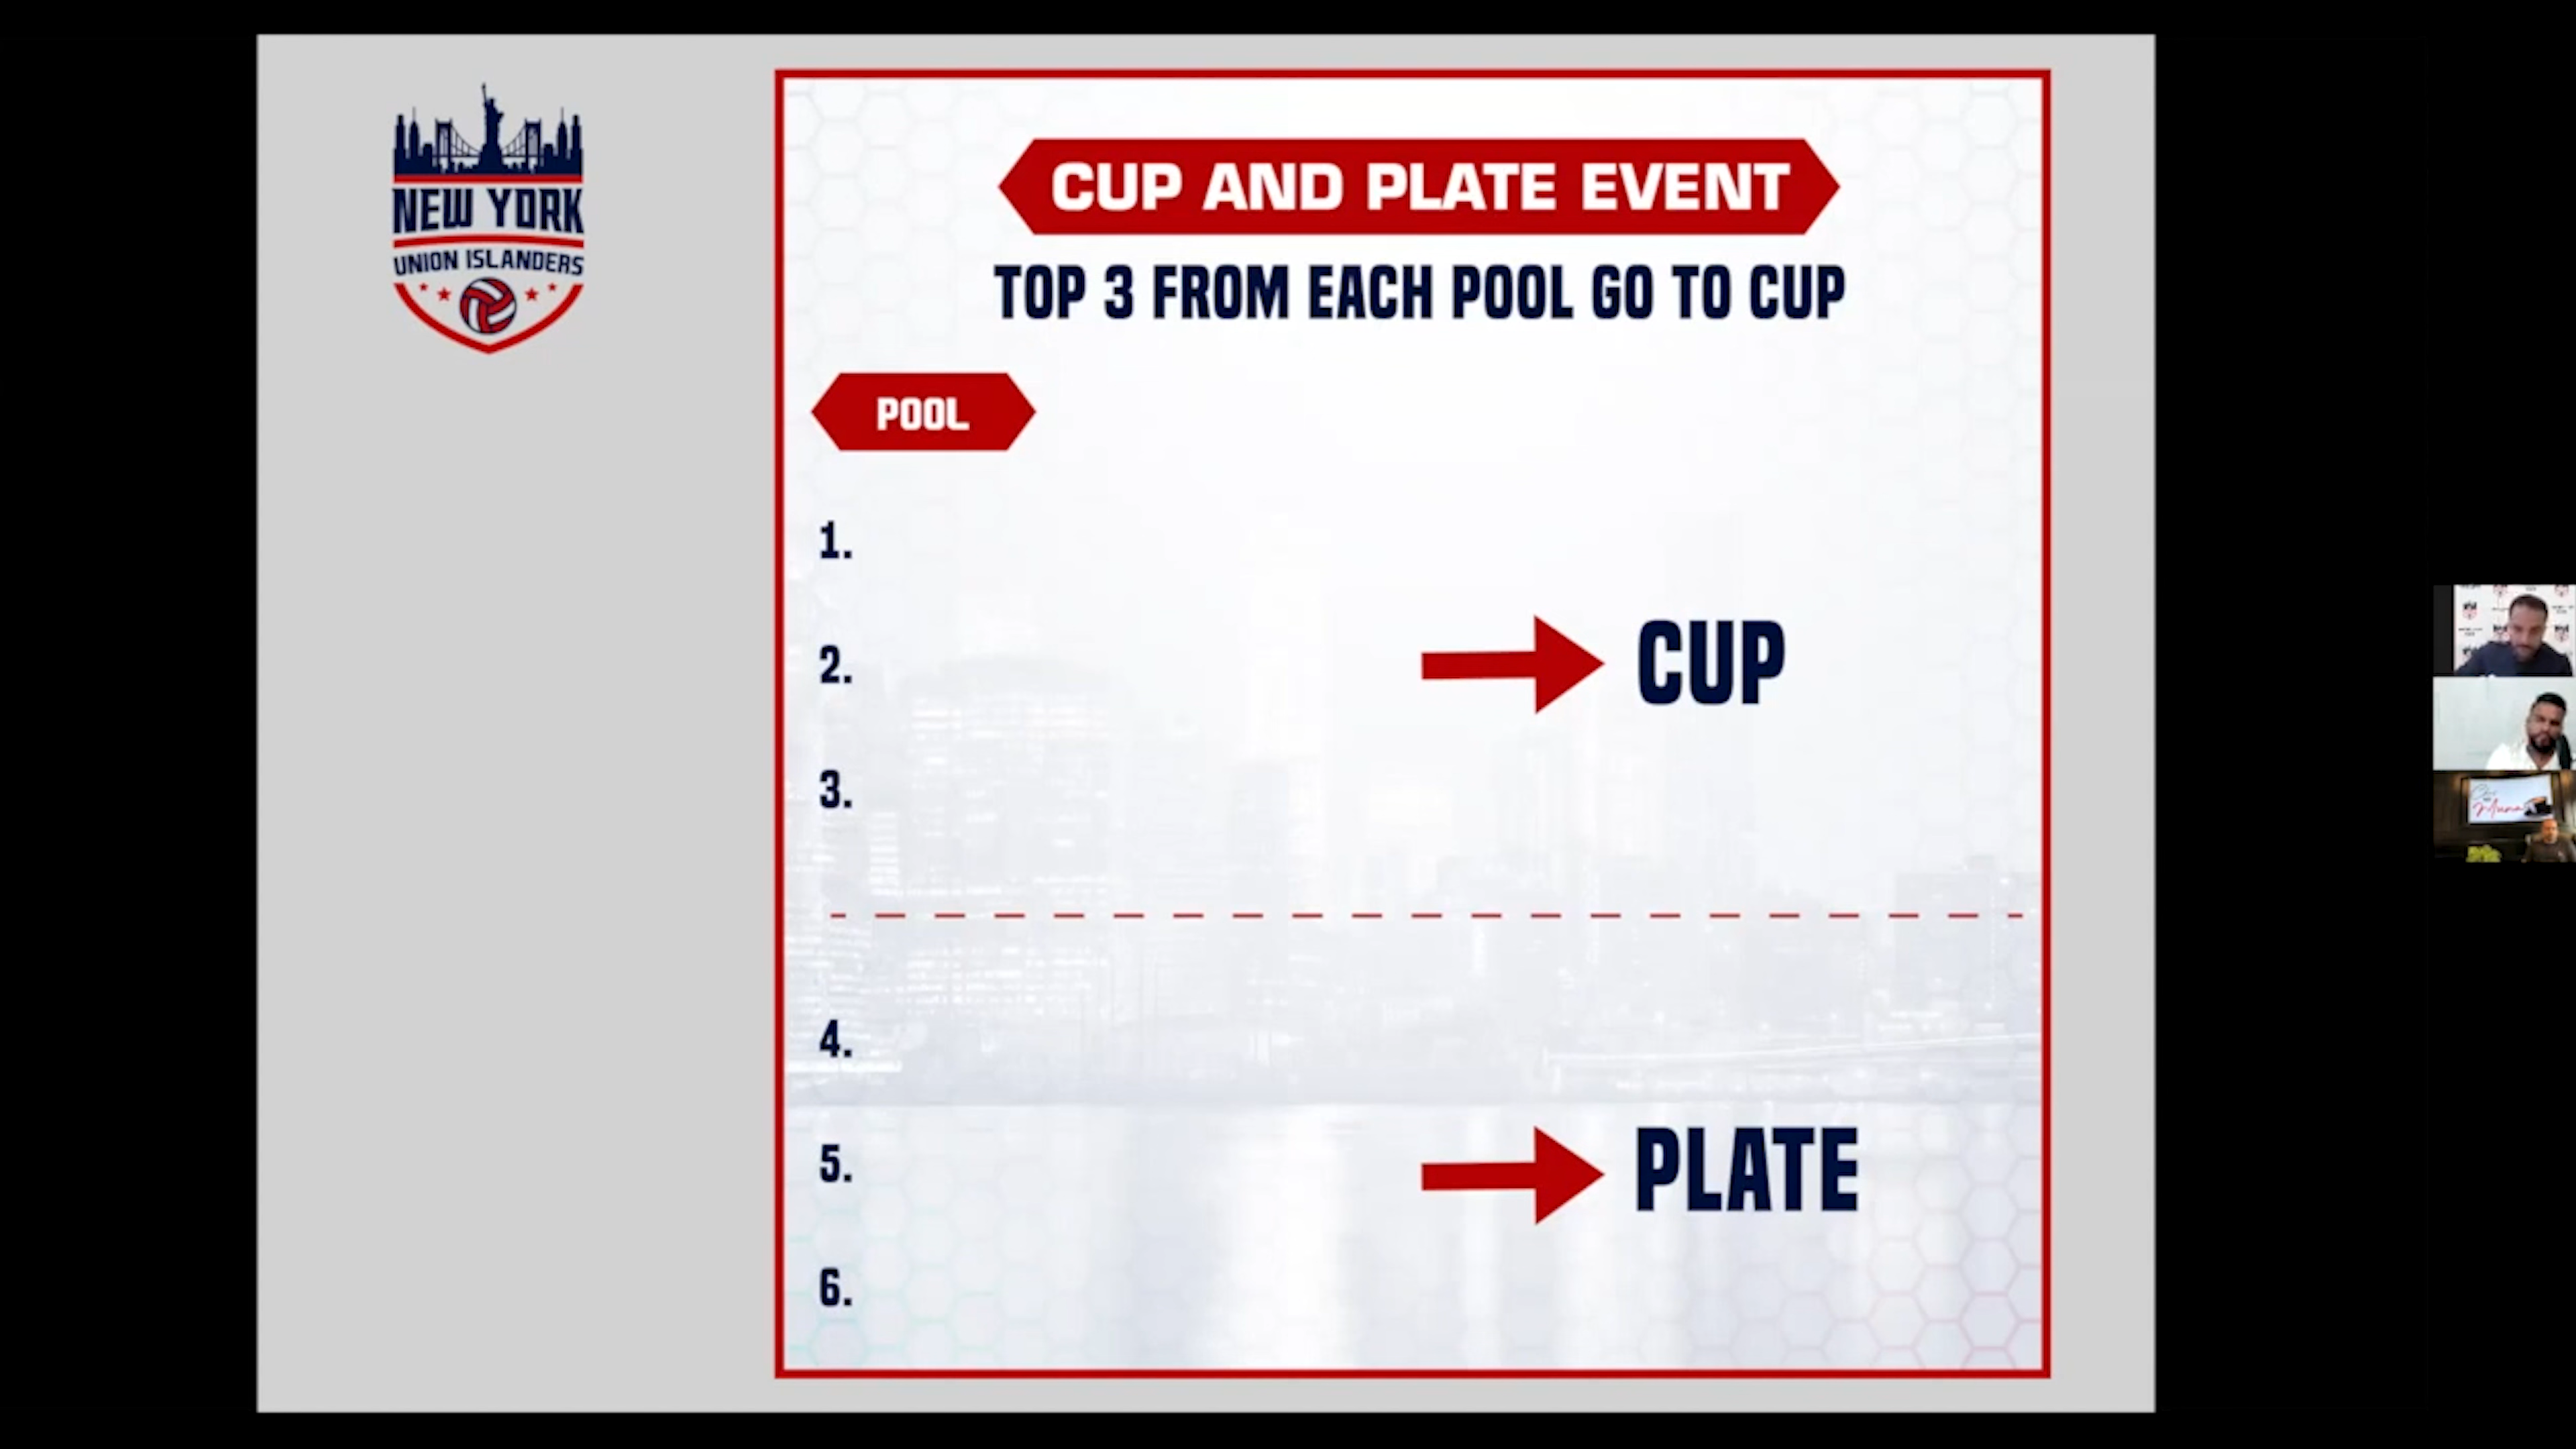 NEW YORK
UNION ISLANDERS
CUP AND PLATE EVENT
TOP 3 FROM EACH POOL GO TO CUP
POOL
1.
2.
CUP
3.
4.
5.
PLATE
6.
Muna